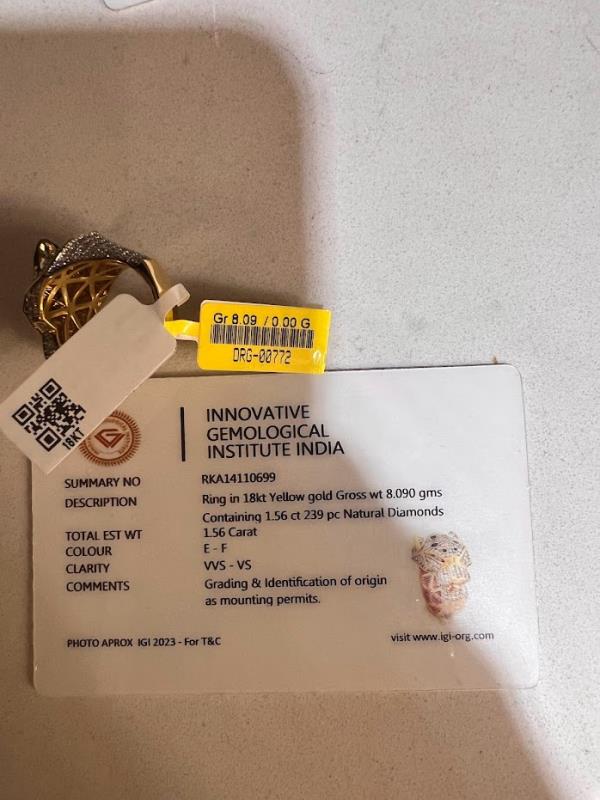 Gr 8.09 / 0.00 G
DRG-00772
18KT
INNOVATIVE
GEMOLOGICAL
INSTITUTE INDIA
SUMMARY NO RKA14110699
DESCRIPTION Ring in 18kt Yellow gold Gross wt 8.090 gms
Containing 1.56 ct 239 pc Natural Diamonds
TOTAL EST WT 1.56 Carat
COLOUR E - F
CLARITY VVS - VS
COMMENTS Grading & Identification of origin
as mounting permits.
PHOTO APROX IGI 2023 - For T&C visit www.igi-org.com